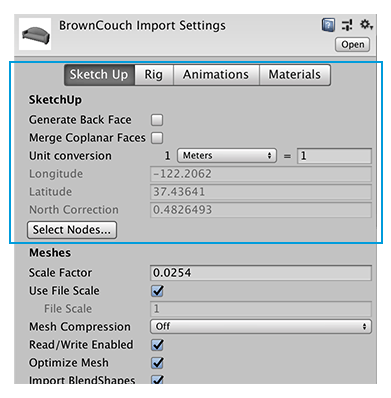 BrownCouch Import Settings
Open
Sketch Up Rig Animations Materials
SketchUp
Generate Back Face
Merge Coplanar Faces
Unit conversion 1 Meters = 1
Longitude -122.2062
Latitude 37.43641
North Correction 0.4826493
Select Nodes...
Meshes
Scale Factor 0.0254
Use File Scale
File Scale 1
Mesh Compression Off
Read/Write Enabled
Optimize Mesh
Import BlendShapes